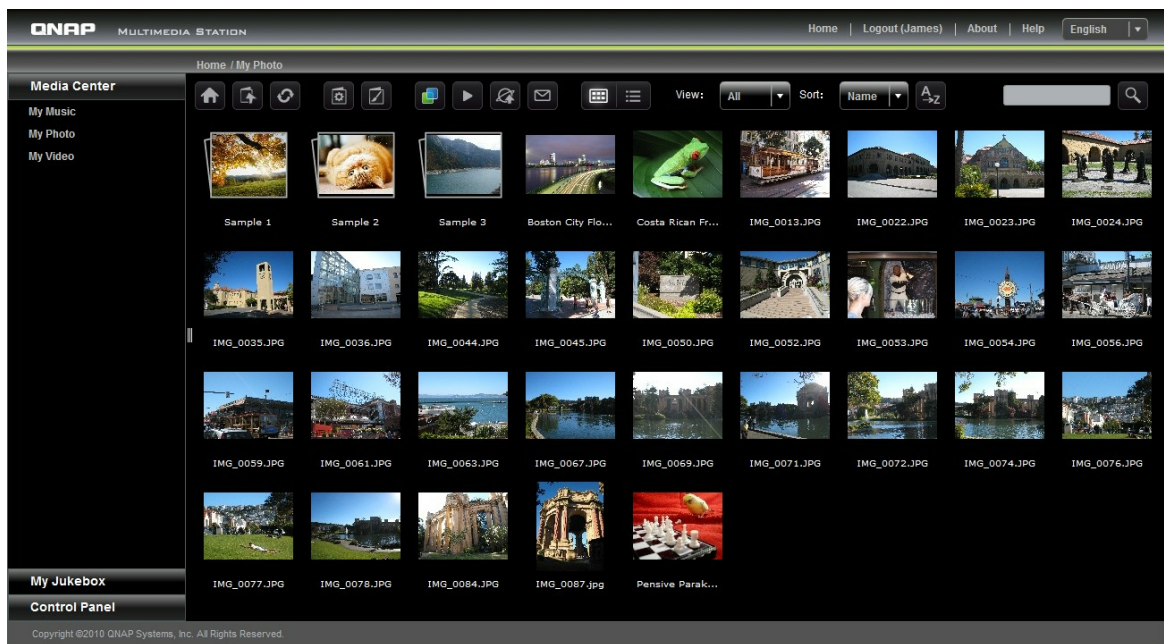 QNAP MULTIMEDIA STATION
Home | Logout (James) | About | Help English
Home / My Photo
Media Center
My Music
My Photo
My Video
View: All Sort: Name A→Z
Sample 1 Sample 2 Sample 3 Boston City Flo... Costa Rican Fr... IMG_0013.JPG IMG_0022.JPG IMG_0023.JPG IMG_0024.JPG
IMG_0035.JPG IMG_0036.JPG IMG_0044.JPG IMG_0045.JPG IMG_0050.JPG IMG_0052.JPG IMG_0053.JPG IMG_0054.JPG IMG_0056.JPG
IMG_0059.JPG IMG_0061.JPG IMG_0063.JPG IMG_0067.JPG IMG_0069.JPG IMG_0071.JPG IMG_0072.JPG IMG_0074.JPG IMG_0076.JPG
IMG_0077.JPG IMG_0078.JPG IMG_0084.JPG IMG_0087.jpg Pensive Parak...
My Jukebox
Control Panel
Copyright ©2010 QNAP Systems, Inc. All Rights Reserved.